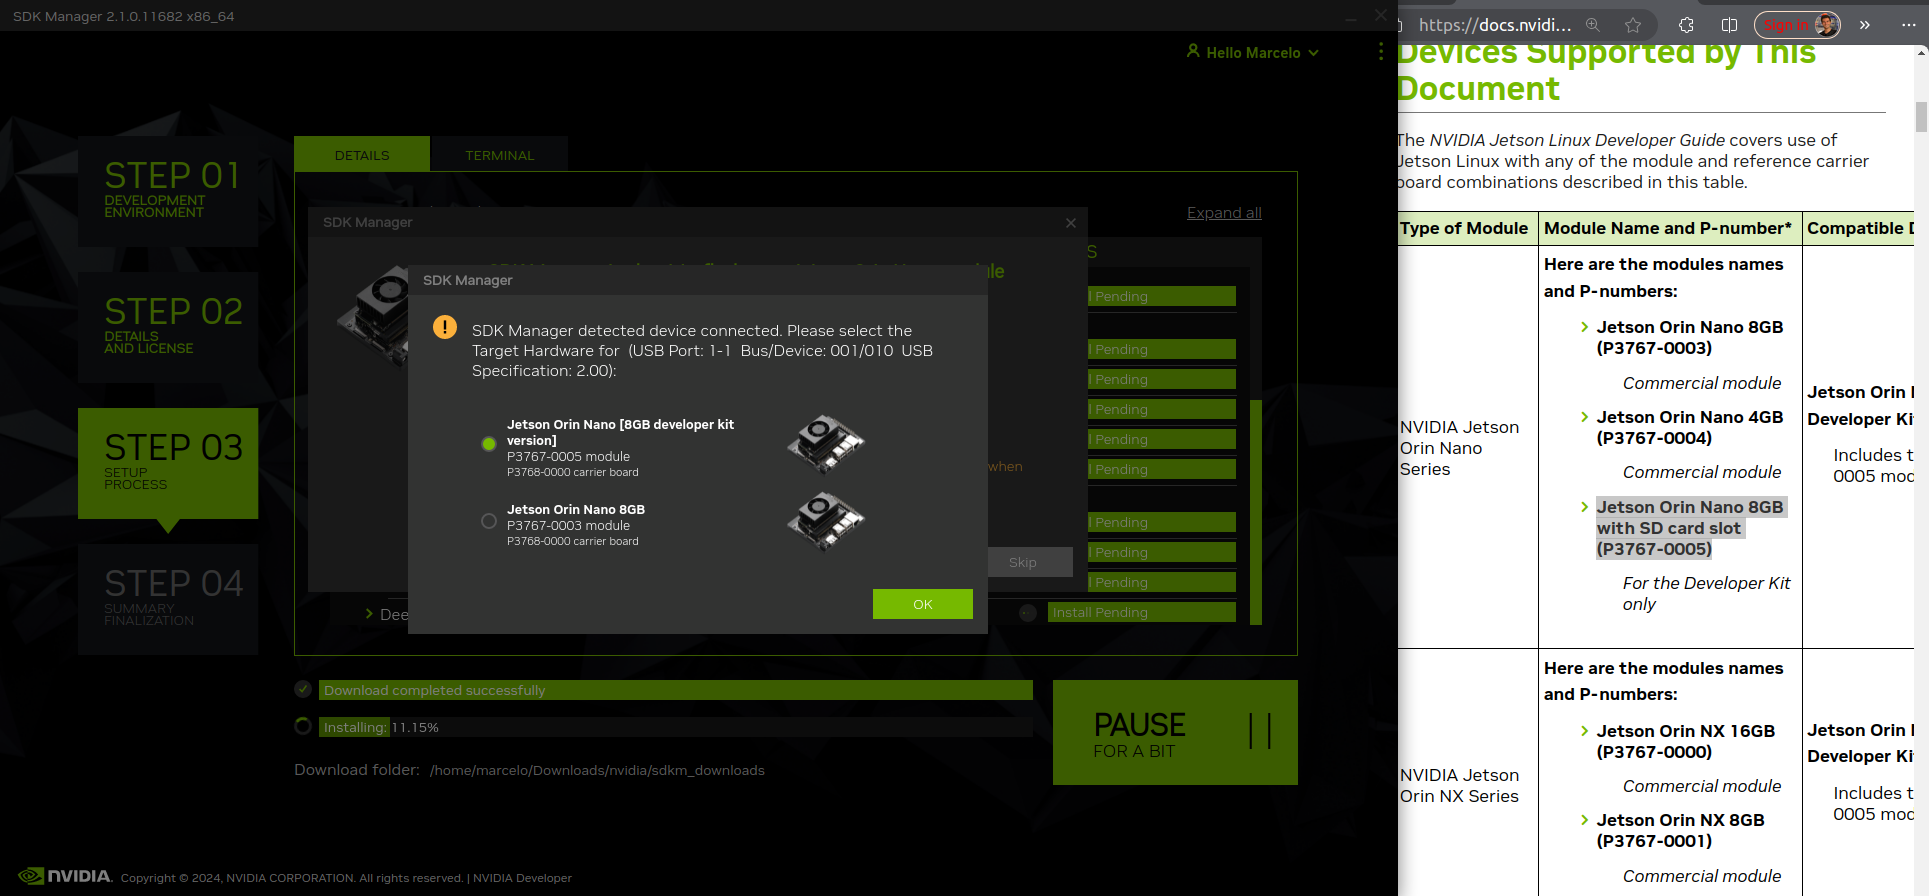 SDK Manager 2.1.0.11682 x86_64
Hello Marcelo
STEP 01
DEVELOPMENT
ENVIRONMENT
STEP 02
DETAILS
AND LICENSE
STEP 03
SETUP
PROCESS
STEP 04
SUMMARY
FINALIZATION
DETAILS
TERMINAL
Expand all
SDK Manager
SDK Manager
SDK Manager detected device connected. Please select the
Target Hardware for (USB Port: 1-1 Bus/Device: 001/010 USB
Specification: 2.00):
Jetson Orin Nano [8GB developer kit
version]
P3767-0005 module
P3768-0000 carrier board
Jetson Orin Nano 8GB
P3767-0003 module
P3768-0000 carrier board
OK
when
Skip
Pending
Pending
Pending
Pending
Pending
Pending
Pending
Pending
Pending
Dee
Install Pending
Download completed successfully
Installing: 11.15%
Download folder: /home/marcelo/Downloads/nvidia/sdkm_downloads
PAUSE
FOR A BIT
NVIDIA. Copyright © 2024, NVIDIA CORPORATION. All rights reserved. | NVIDIA Developer
https://docs.nvidi...
Sign in
Devices Supported by This
Document
The NVIDIA Jetson Linux Developer Guide covers use of
Jetson Linux with any of the module and reference carrier
board combinations described in this table.
Type of Module
Module Name and P-number*
Compatible D
NVIDIA Jetson
Orin Nano
Series
Here are the modules names
and P-numbers:
Jetson Orin Nano 8GB
(P3767-0003)
Commercial module
Jetson Orin Nano 4GB
(P3767-0004)
Commercial module
Jetson Orin Nano 8GB
with SD card slot
(P3767-0005)
For the Developer Kit
only
Jetson Orin
Developer Ki
Includes t
0005 mod
NVIDIA Jetson
Orin NX Series
Here are the modules names
and P-numbers:
Jetson Orin NX 16GB
(P3767-0000)
Commercial module
Jetson Orin NX 8GB
(P3767-0001)
Commercial module
Jetson Orin
Developer Ki
Includes t
0005 mod